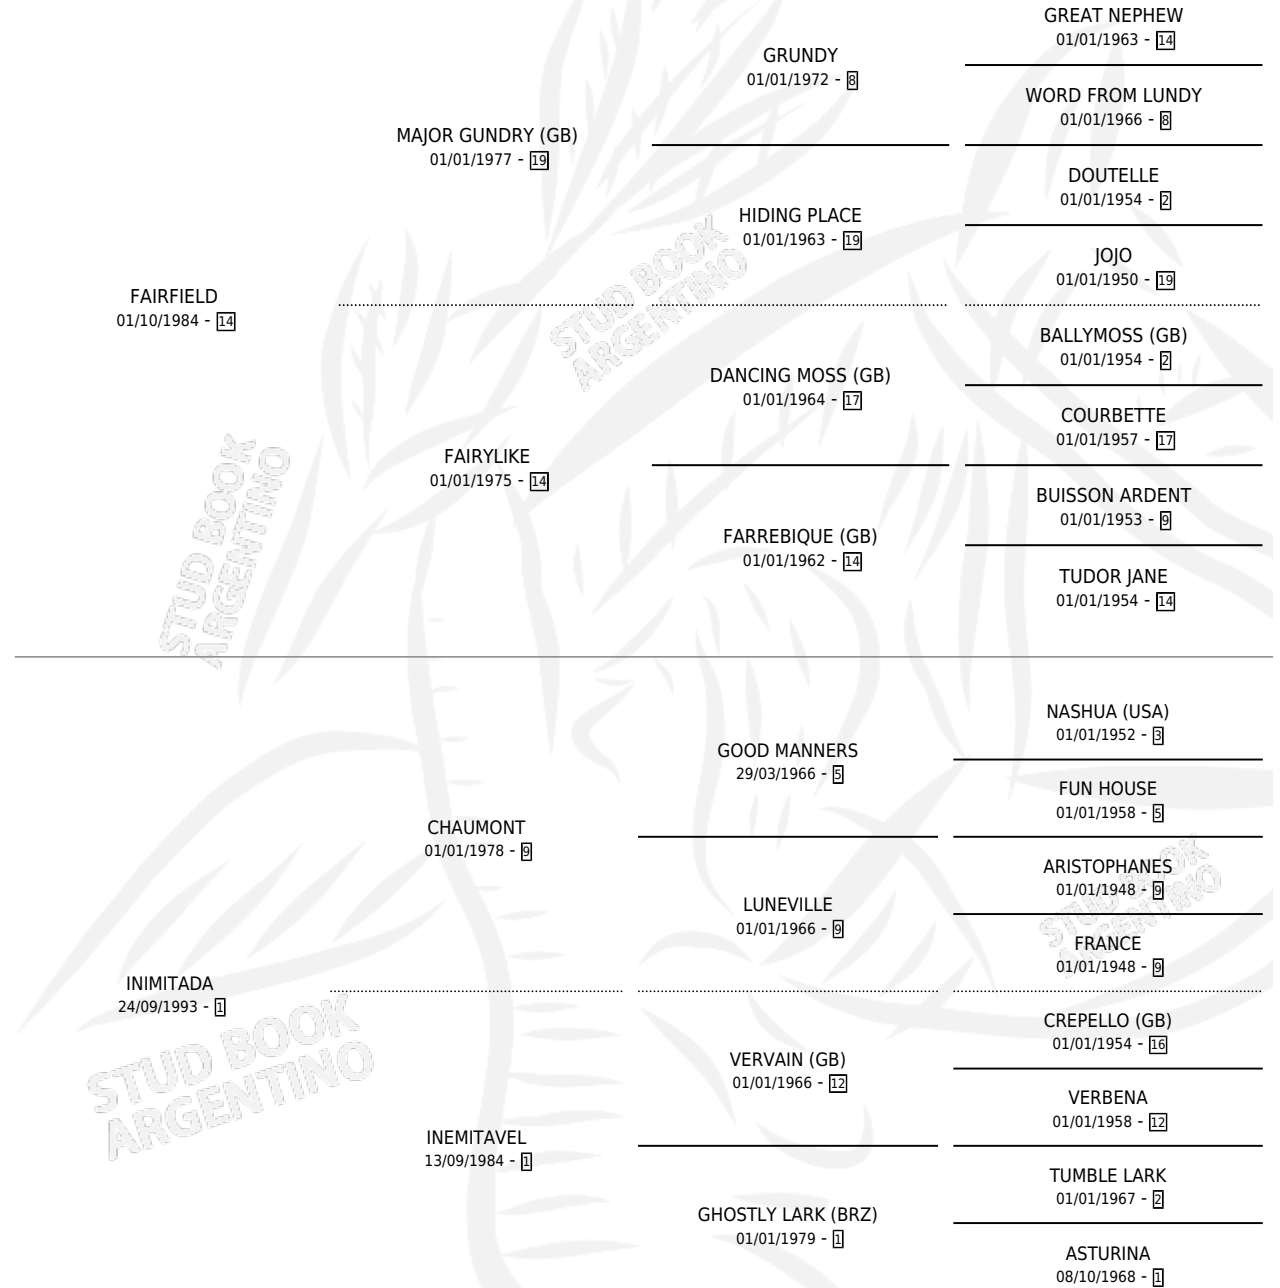 GREAT NEPHEW
01/01/1963 - 14
GRUNDY
01/01/1972 - 8
WORD FROM LUNDY
01/01/1966 - 8
MAJOR GUNDRY (GB)
01/01/1977 - 19
DOUTELLE
01/01/1954 - 2
HIDING PLACE
01/01/1963 - 19
JOJO
01/01/1950 - 19
FAIRFIELD
01/10/1984 - 14
BALLYMOSS (GB)
01/01/1954 - 2
DANCING MOSS (GB)
01/01/1964 - 17
COURBETTE
01/01/1957 - 17
FAIRYLIKE
01/01/1975 - 14
BUISSON ARDENT
01/01/1953 - 9
FARREBIQUE (GB)
01/01/1962 - 14
TUDOR JANE
01/01/1954 - 14
NASHUA (USA)
01/01/1952 - 3
GOOD MANNERS
29/03/1966 - 5
FUN HOUSE
01/01/1958 - 5
CHAUMONT
01/01/1978 - 9
ARISTOPHANES
01/01/1948 - 9
LUNEVILLE
01/01/1966 - 9
FRANCE
01/01/1948 - 9
INIMITADA
24/09/1993 - 1
CREPELLO (GB)
01/01/1954 - 16
VERVAIN (GB)
01/01/1966 - 12
VERBENA
01/01/1958 - 12
INEMITAVEL
13/09/1984 - 1
TUMBLE LARK
01/01/1967 - 2
GHOSTLY LARK (BRZ)
01/01/1979 - 1
ASTURINA
08/10/1968 - 1
STUD BOOK
ARGENTINO
STUD BOOK
ARGENTINO
STUD BOOK
ARGENTINO
STUD BOOK
ARGENTINO